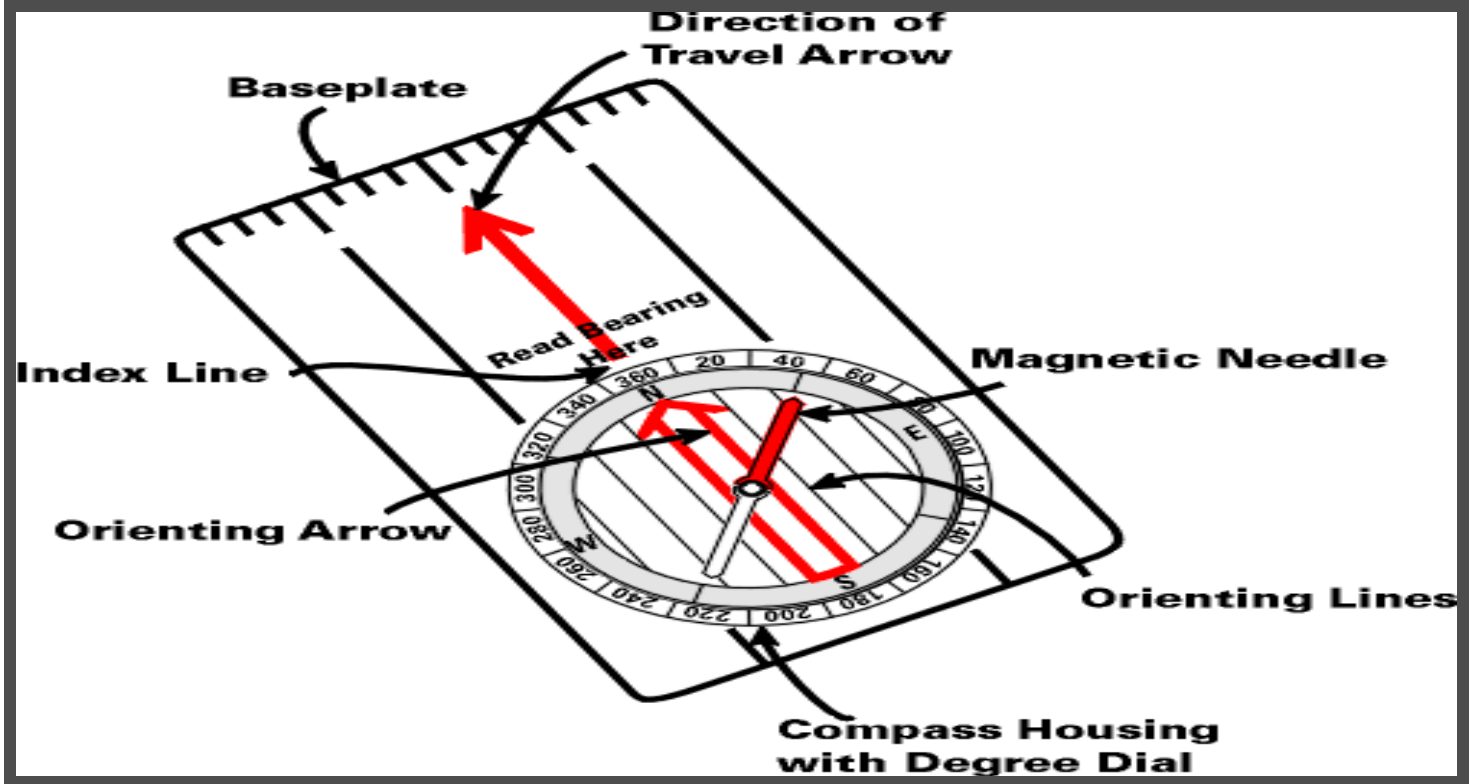 Direction of
Travel Arrow
Baseplate
Read Bearing
Here
Index Line
Magnetic Needle
360
20
40
60
80
100
12
140
160
180
200
220
240
260
280
300
320
340
N
E
S
W
Orienting Arrow
Orienting Lines
Compass Housing
with Degree Dial